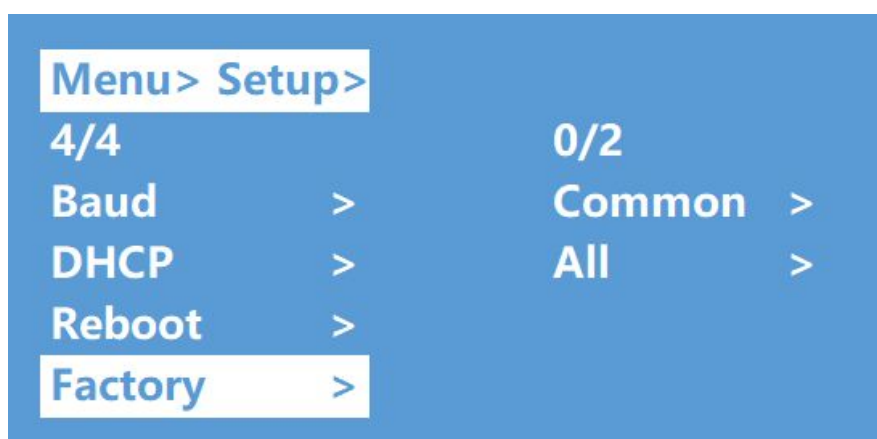 Menu> Setup>
4/4 0/2
Baud > Common >
DHCP > All >
Reboot >
Factory >